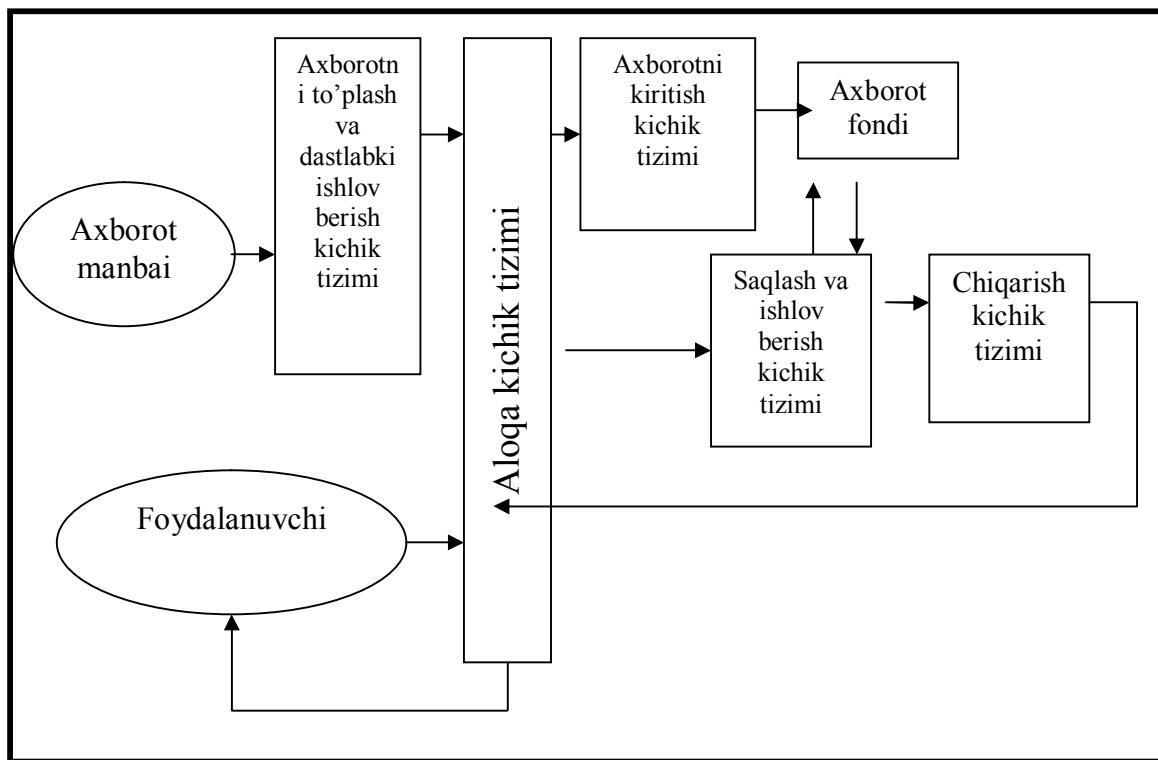 Axborot
manbai
Axborotn
i to’plash
va
dastlabki
ishlov
berish
kichik
tizimi
Aloqa kichik tizimi
Axborotni
kiritish
kichik
tizimi
Axborot
fondi
Saqlash va
ishlov
berish
kichik
tizimi
Chiqarish
kichik
tizimi
Foydalanuvchi